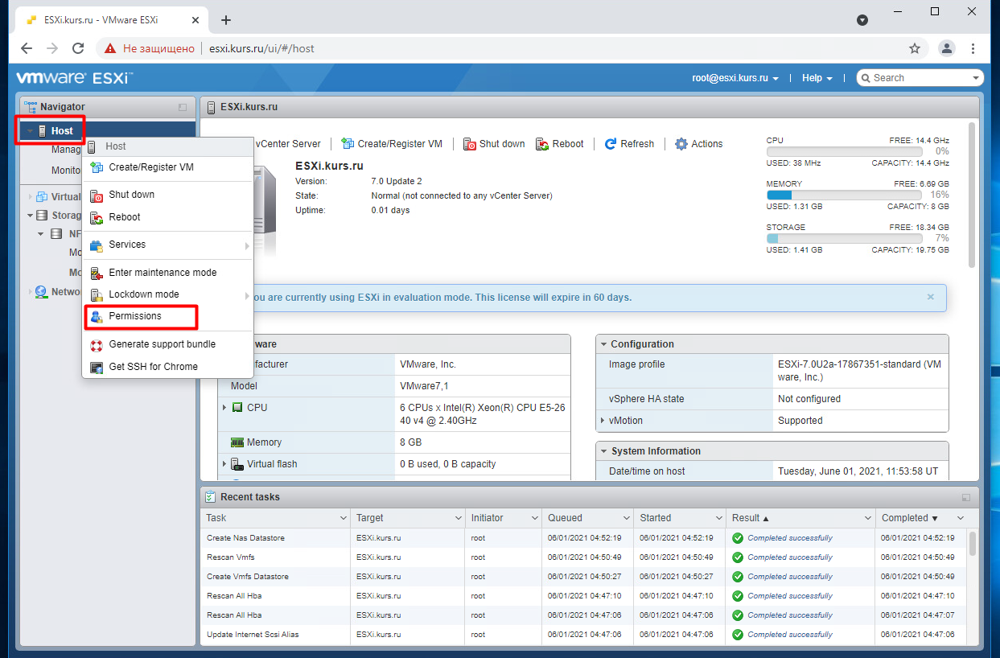 ESXi.kurs.ru - VMware ESXi
Не защищено
esxi.kurs.ru/ui/#/host
vmware ESXi™
root@esxi.kurs.ru
Help
Search
Navigator
Host
Manag
Monito
Virtual
Storag
NF
Mo
Mo
Netwo
Host
Create/Register VM
Shut down
Reboot
Services
Enter maintenance mode
Lockdown mode
Permissions
Generate support bundle
Get SSH for Chrome
ESXi.kurs.ru
vCenter Server
Create/Register VM
Shut down
Reboot
Refresh
Actions
ESXi.kurs.ru
Version: 7.0 Update 2
State: Normal (not connected to any vCenter Server)
Uptime: 0.01 days
CPU FREE: 14.4 GHz
0%
USED: 38 MHz CAPACITY: 14.4 GHz
MEMORY FREE: 6.69 GB
16%
USED: 1.31 GB CAPACITY: 8 GB
STORAGE FREE: 18.34 GB
7%
USED: 1.41 GB CAPACITY: 19.75 GB
ou are currently using ESXi in evaluation mode. This license will expire in 60 days.
ware
facturer VMware, Inc.
Model VMware7,1
CPU 6 CPUs x Intel(R) Xeon(R) CPU E5-26
40 v4 @ 2.40GHz
Memory 8 GB
Virtual flash 0 B used, 0 B capacity
Configuration
Image profile ESXi-7.0U2a-17867351-standard (VM
ware, Inc.)
vSphere HA state Not configured
vMotion Supported
System Information
Date/time on host Tuesday, June 01, 2021, 11:53:58 UT
Recent tasks
Task Target Initiator Queued Started Result ▲ Completed ▼
Create Nas Datastore ESXi.kurs.ru root 06/01/2021 04:52:19 06/01/2021 04:52:19 Completed successfully 06/01/2021 04:52:19
Rescan Vmfs ESXi.kurs.ru root 06/01/2021 04:50:49 06/01/2021 04:50:49 Completed successfully 06/01/2021 04:50:49
Create Vmfs Datastore ESXi.kurs.ru root 06/01/2021 04:50:27 06/01/2021 04:50:27 Completed successfully 06/01/2021 04:50:49
Rescan All Hba ESXi.kurs.ru root 06/01/2021 04:47:10 06/01/2021 04:47:10 Completed successfully 06/01/2021 04:47:10
Rescan All Hba ESXi.kurs.ru root 06/01/2021 04:47:06 06/01/2021 04:47:06 Completed successfully 06/01/2021 04:47:07
Update Internet Scsi Alias ESXi.kurs.ru root 06/01/2021 04:47:06 06/01/2021 04:47:06 Completed successfully 06/01/2021 04:47:06